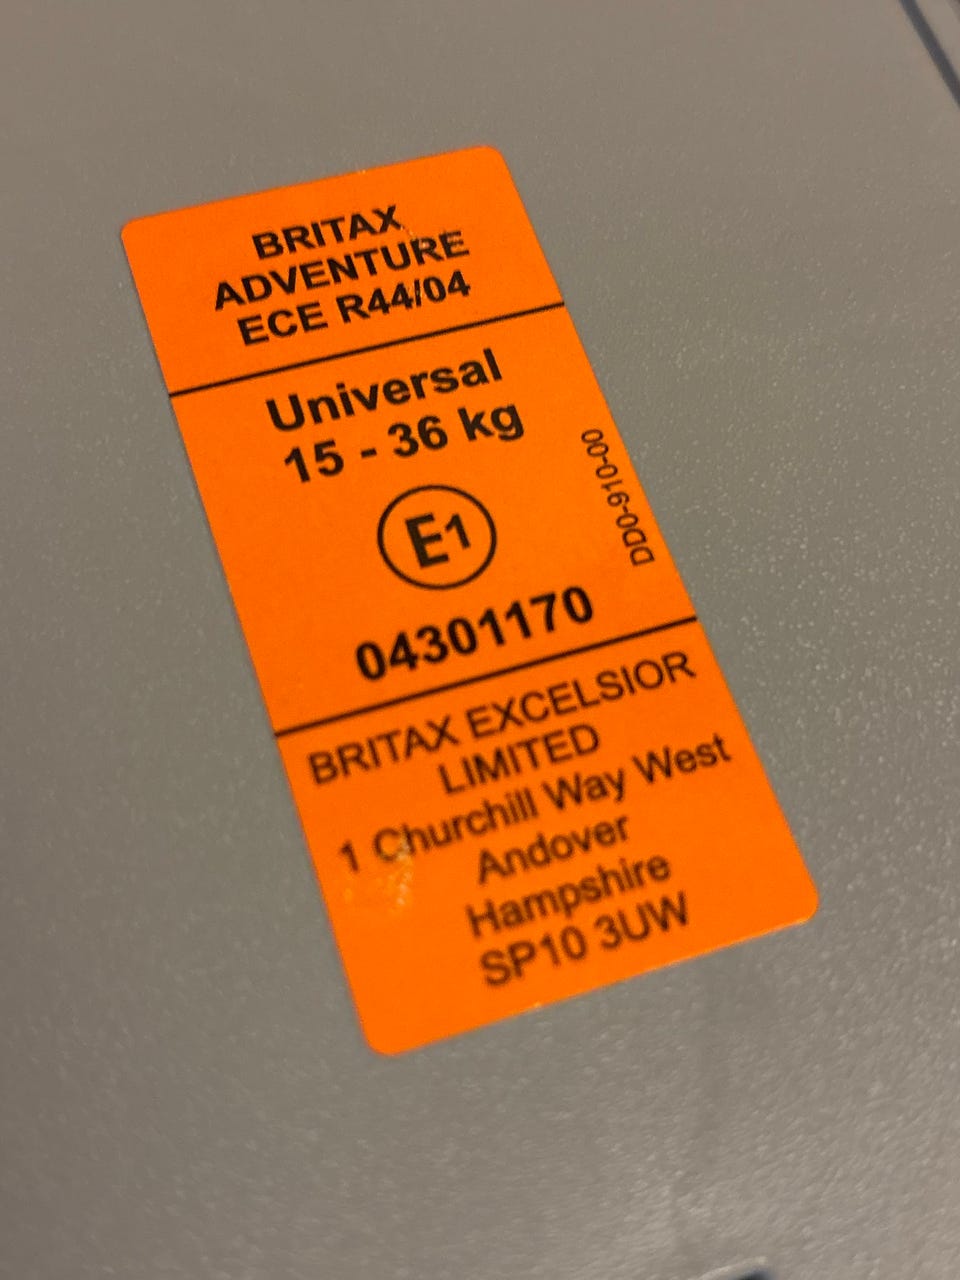 BRITAX
ADVENTURE
ECE R44/04
Universal
15 - 36 kg
E1
DD0-910-00
04301170
BRITAX EXCELSIOR
LIMITED
1 Churchill Way West
Andover
Hampshire
SP10 3UW